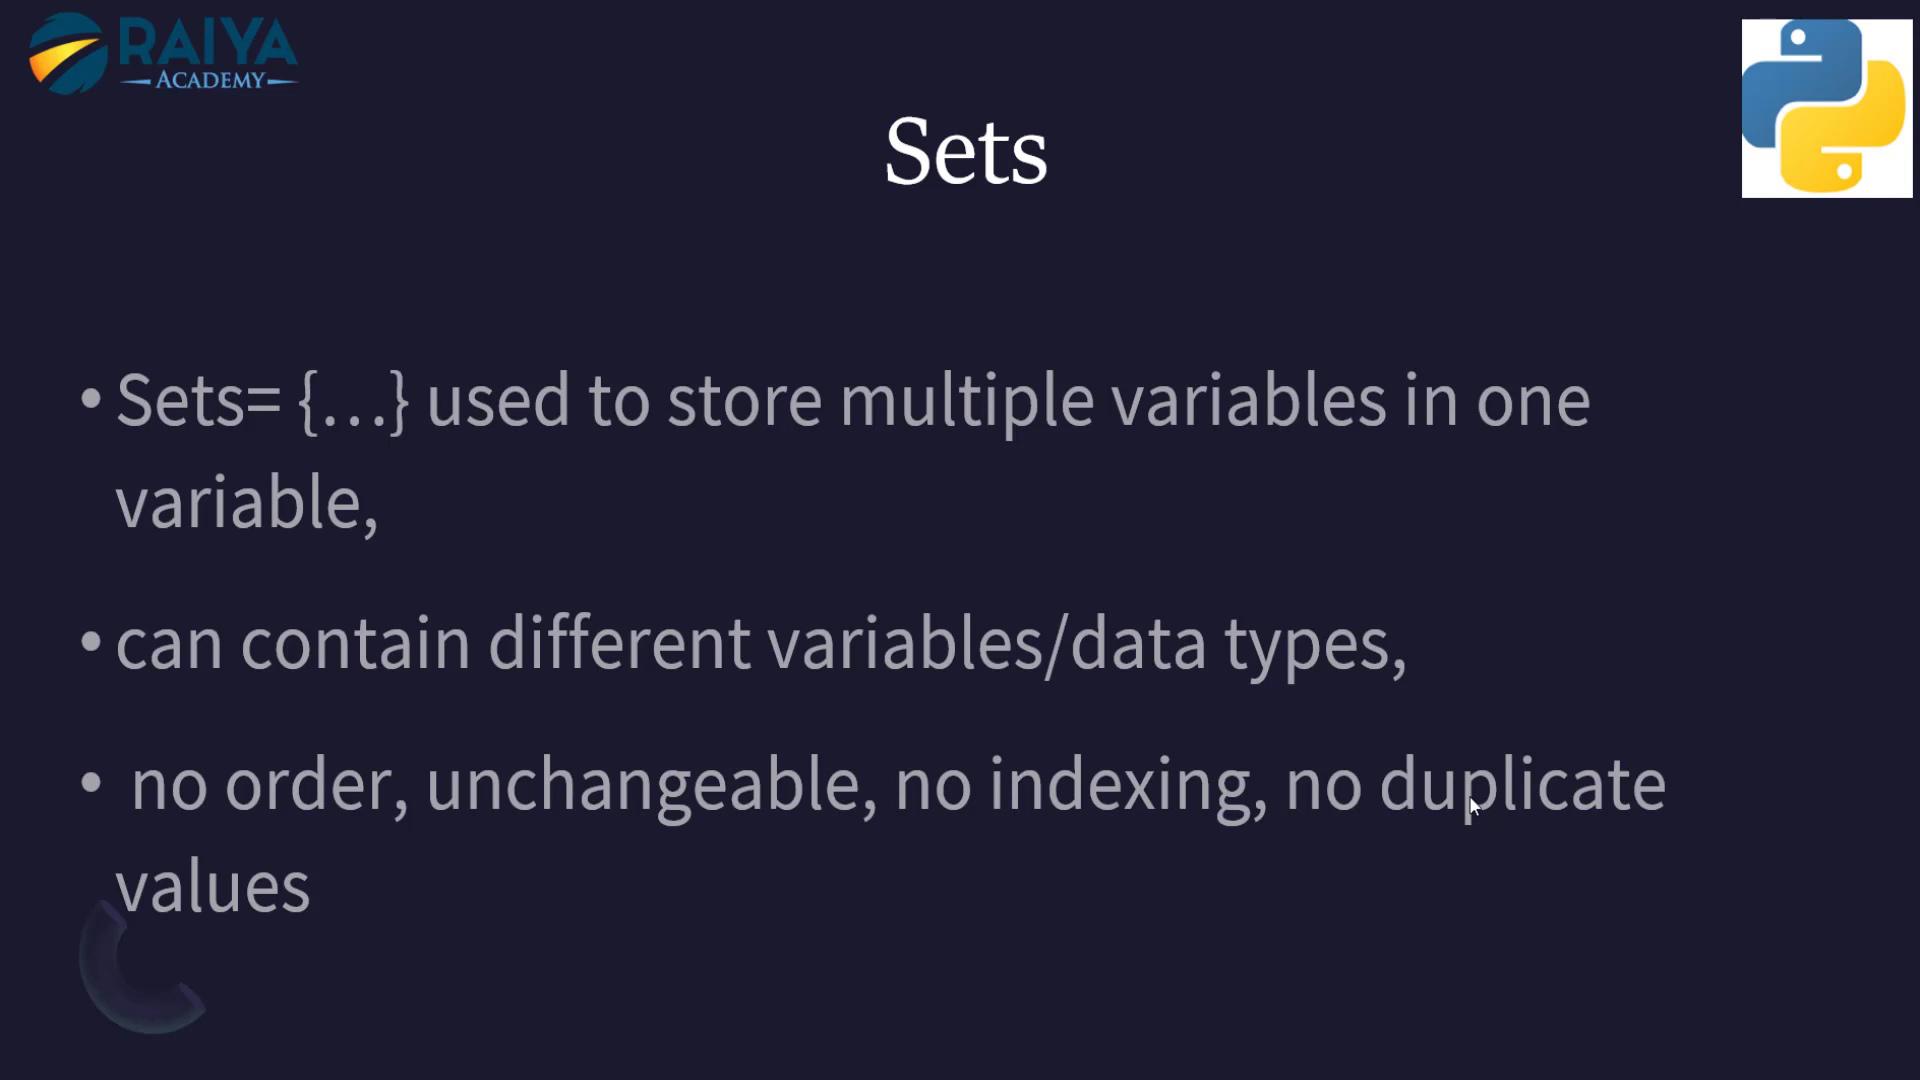 RAIYA
ACADEMY
Sets
• Sets= {…} used to store multiple variables in one
variable,
• can contain different variables/data types,
• no order, unchangeable, no indexing, no duplicate
values